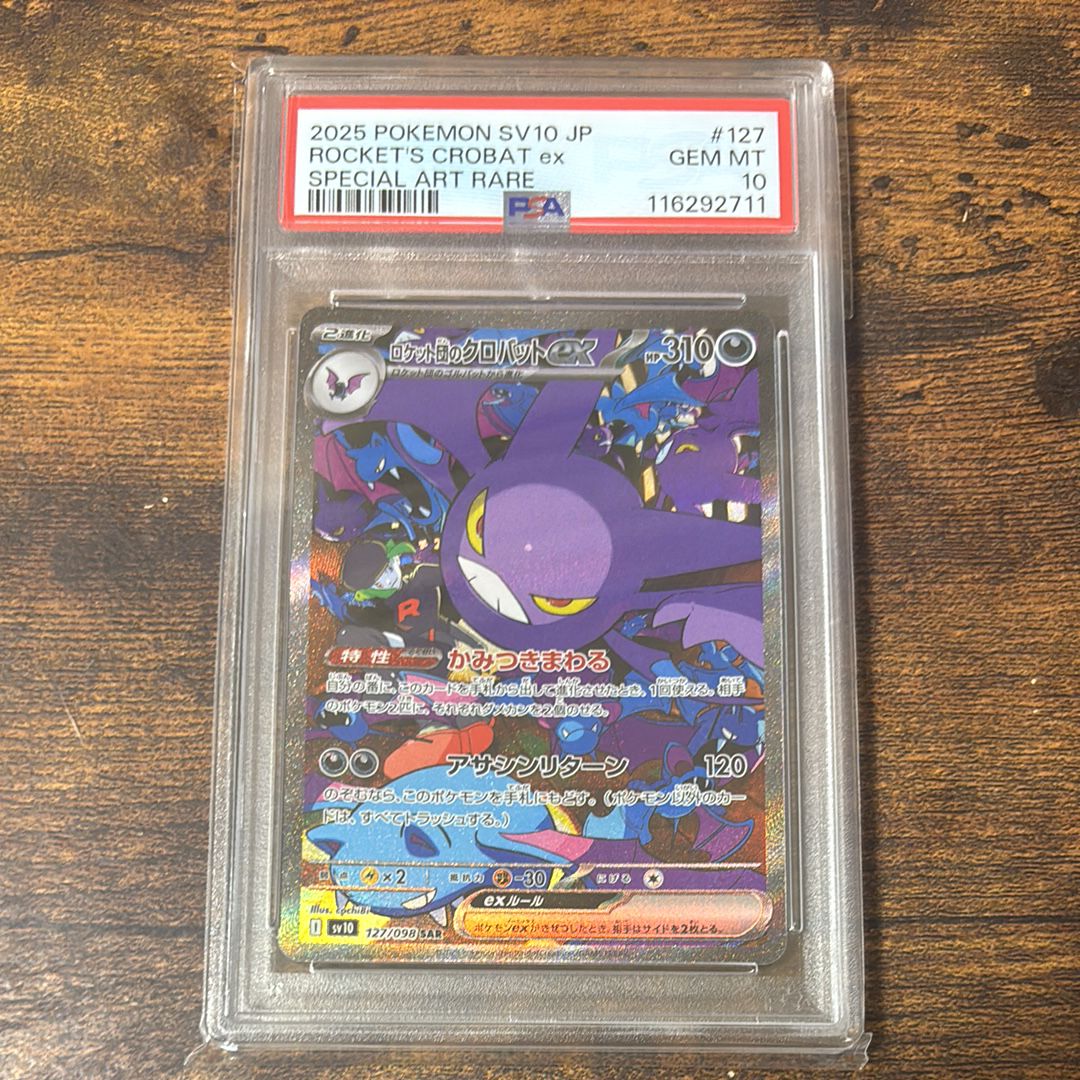 2025 POKEMON SV10 JP #127
ROCKET'S CROBAT ex GEM MT
SPECIAL ART RARE 10
PSA 116292711
2進化
ロケット団のクロバットex HP310
ロケット団のゴルバットから進化
R
特性 かみつきまわる
自分の番に、このカードを手札から出して進化させたとき、1回使える。相手
のポケモン2匹に、それぞれダメカンを2個のせる。
アサシンリターン 120
のぞむなら、このポケモンを手札にもどす。(ポケモン以外のカー
ドは、すべてトラッシュする。)
弱点 ×2 抵抗力 -30 にげる
exルール
ポケモンexがきぜつしたとき、相手はサイドを2枚とる。
Illus. cochi8i
I sv10 127/098 SAR